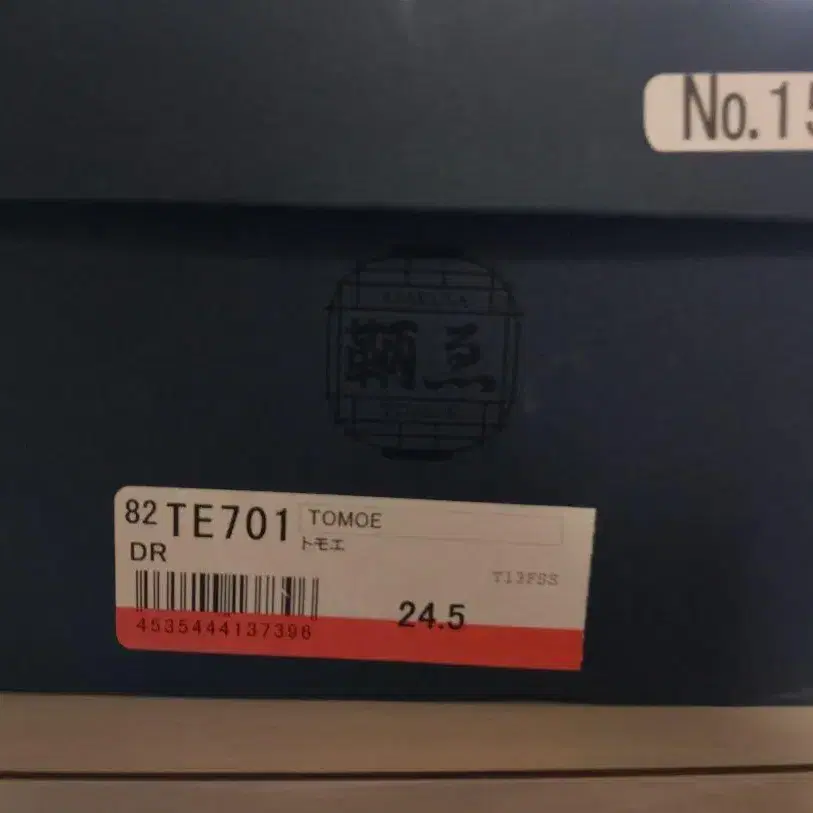 No.15
82 TE701 TOMOE
トモエ
DR
T13FSS
24.5
4535444137398